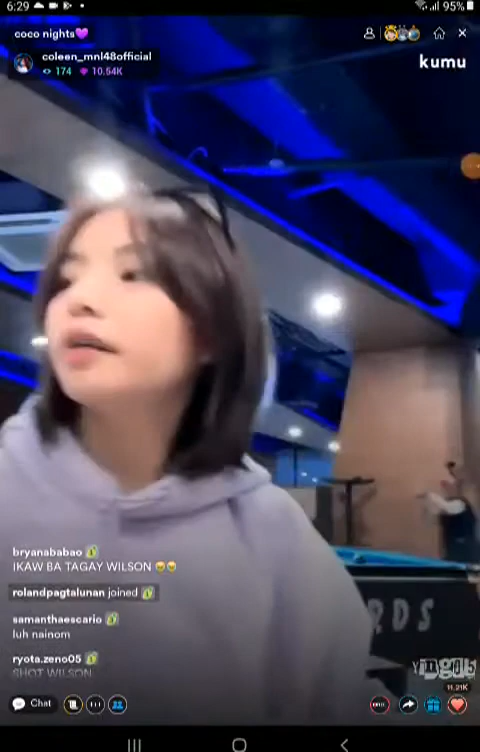 6:29
95%
coco nights💜
coleen_mnl48official
174 10.54K
kumu
bryanababao
IKAW BA TAGAY WILSON 🥹🥹
rolandpagtalunan joined
samanthaescario
luh nainom
ryota.zeno05
SHOT WILSON
RDS
11.21K
Chat